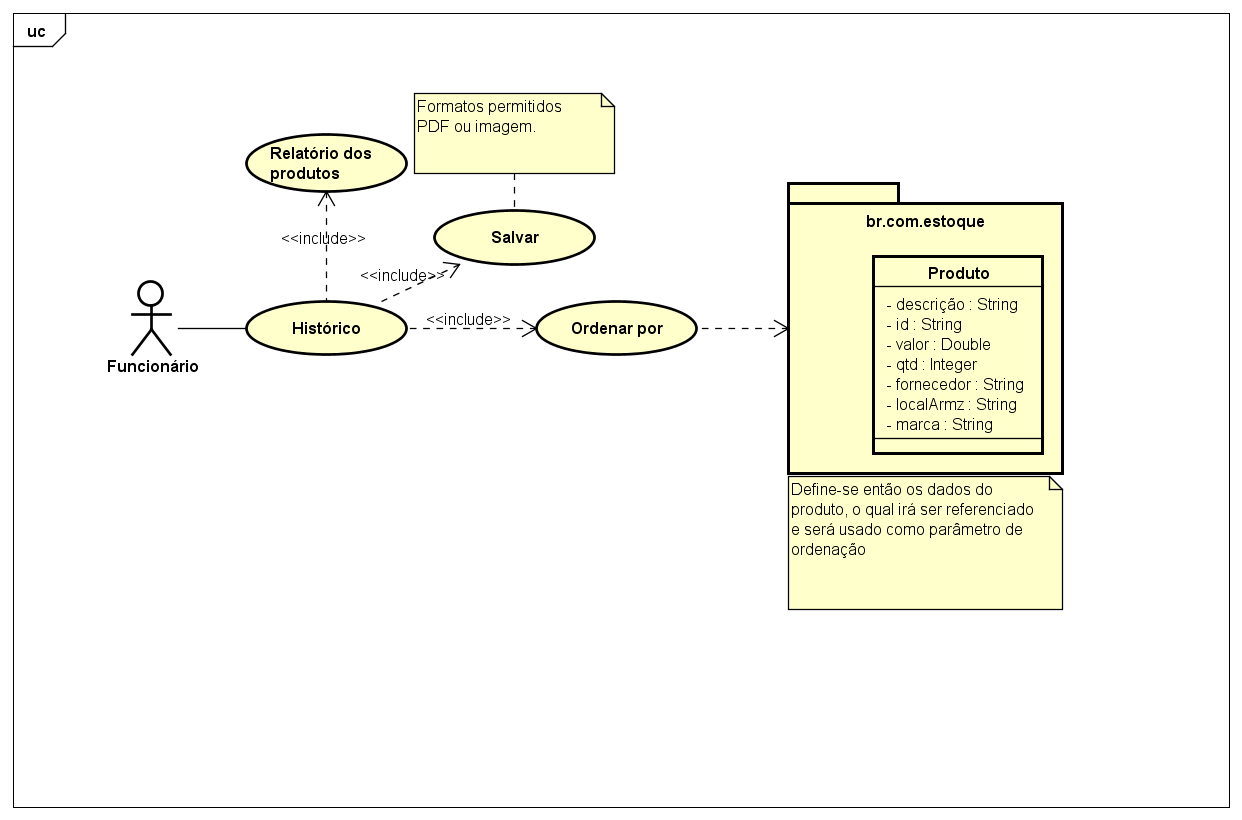 uc
Formatos permitidos
PDF ou imagem.
Relatório dos
produtos
<<include>>
Salvar
<<include>>
Histórico
<<include>>
Ordenar por
Funcionário
br.com.estoque
Produto
- descrição : String
- id : String
- valor : Double
- qtd : Integer
- fornecedor : String
- localArmz : String
- marca : String
Define-se então os dados do
produto, o qual irá ser referenciado
e será usado como parâmetro de
ordenação